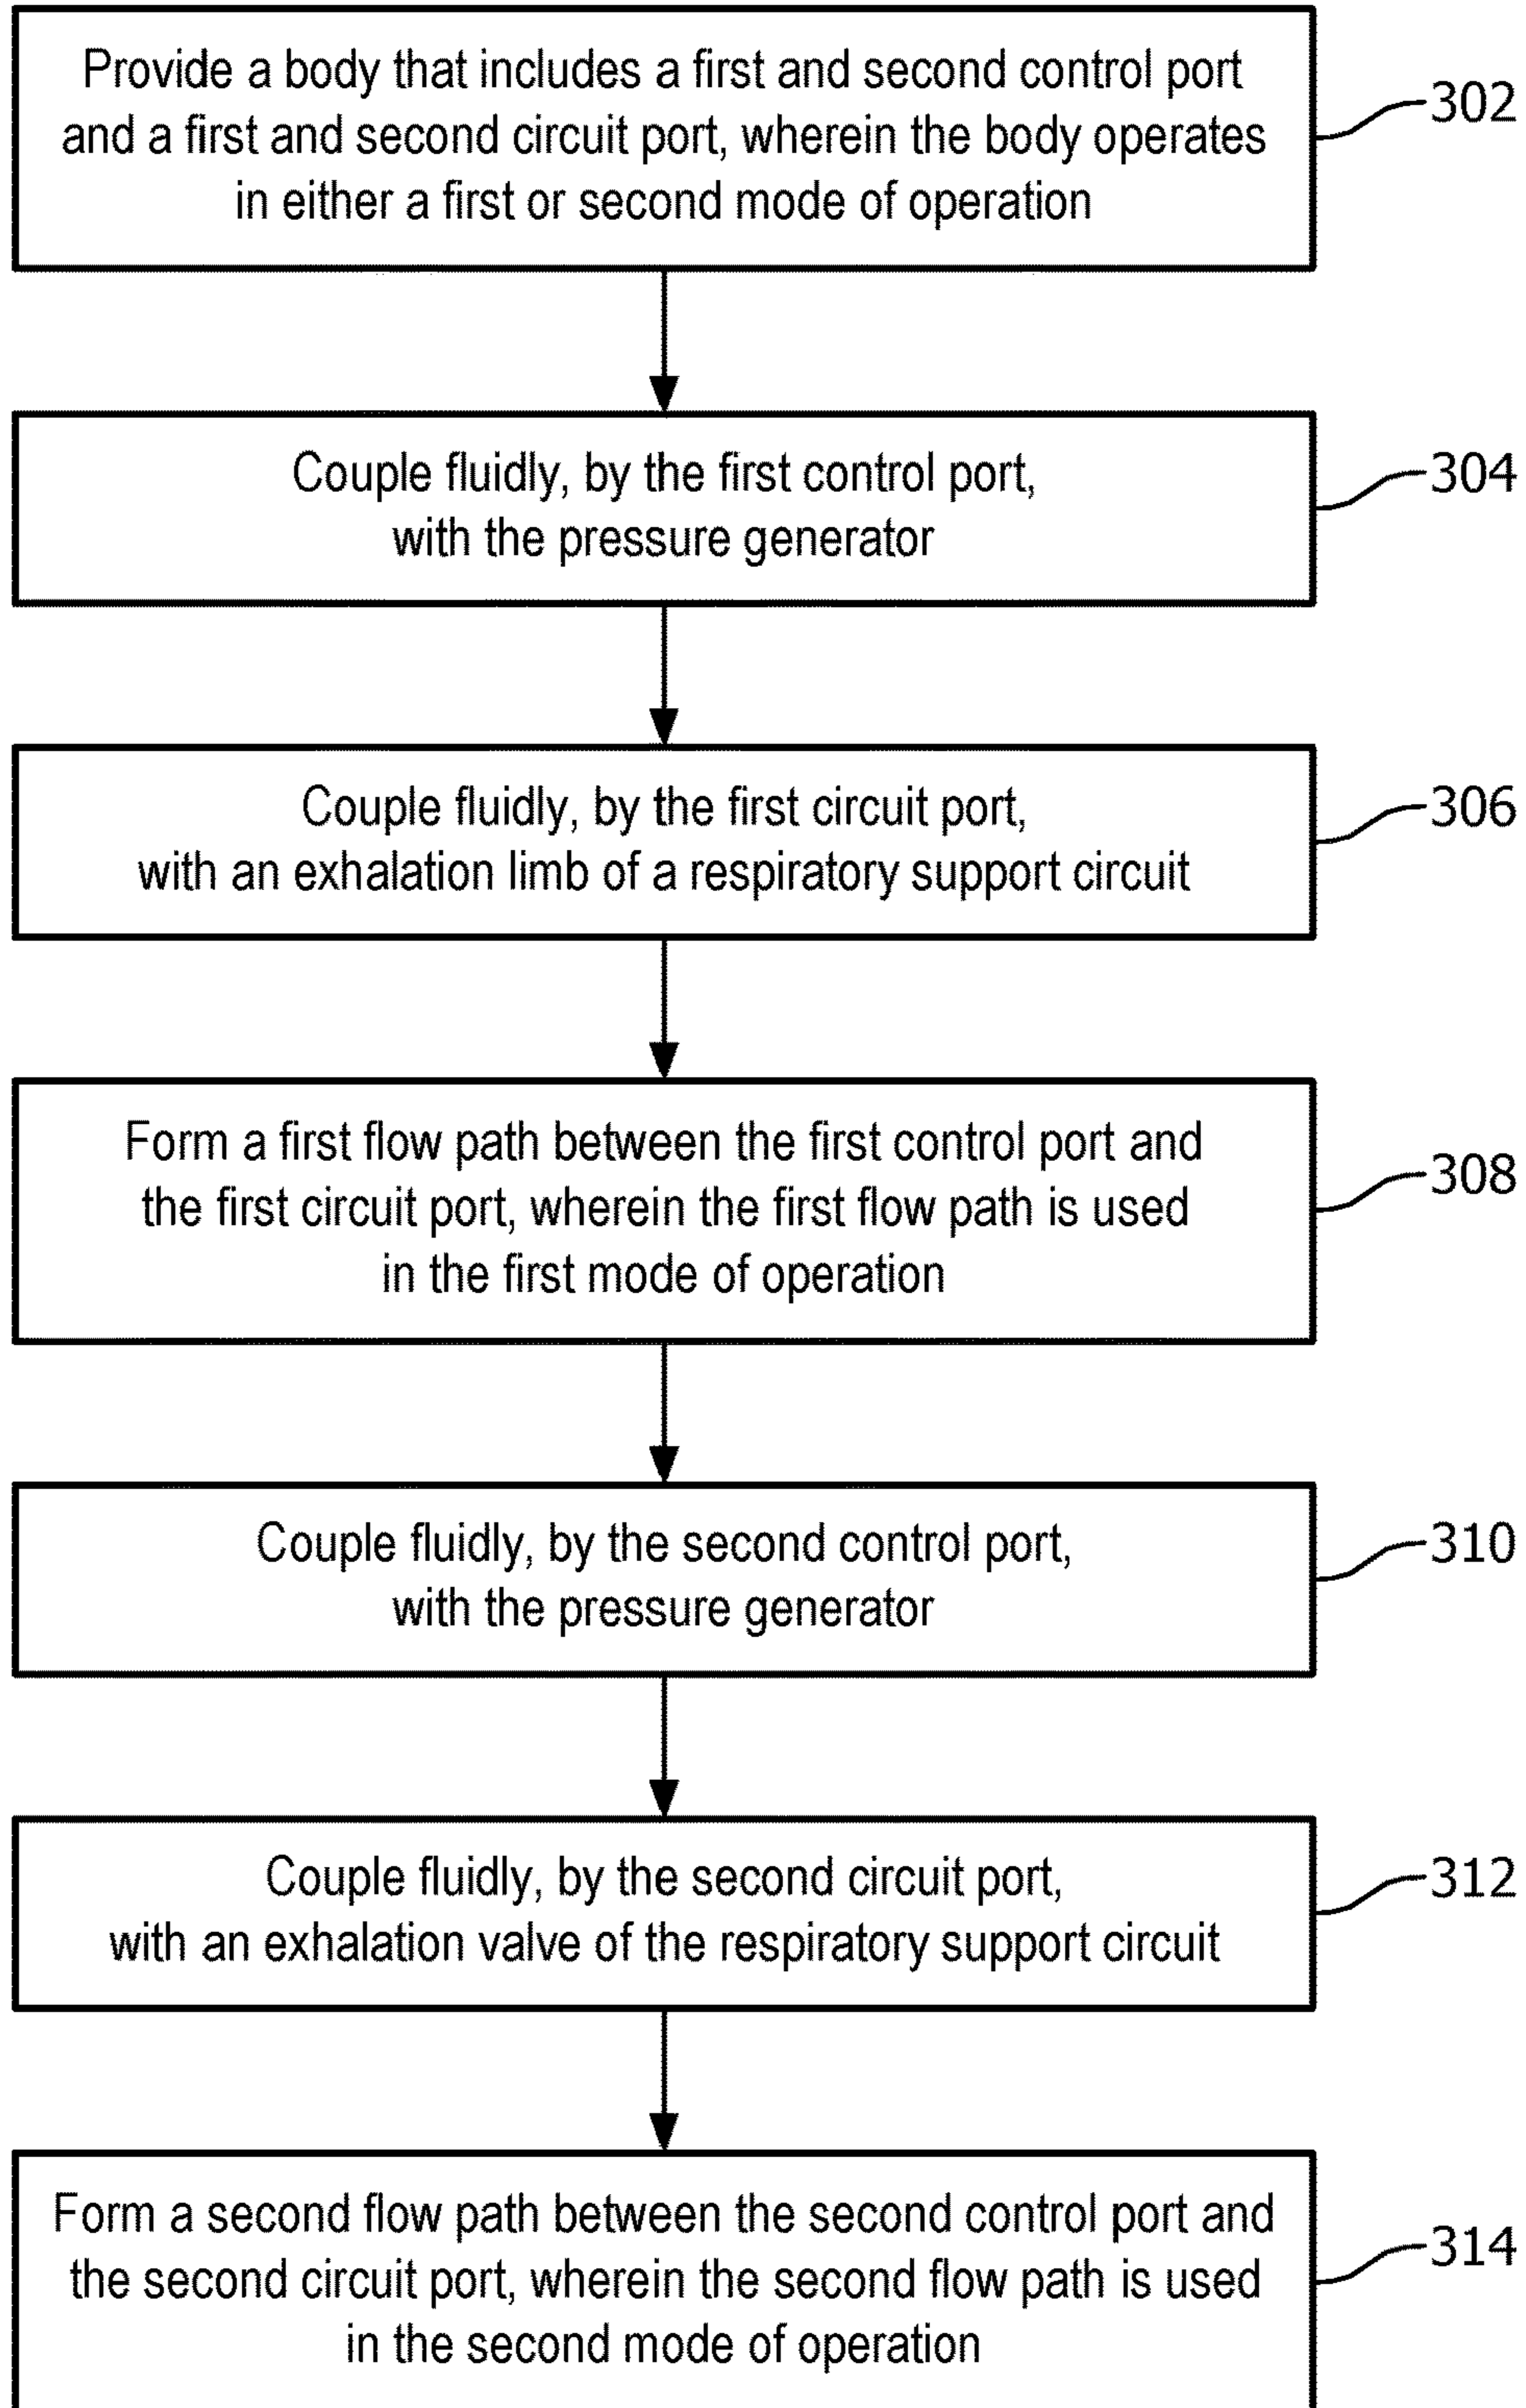 Provide a body that includes a first and second control port
and a first and second circuit port, wherein the body operates
in either a first or second mode of operation
302
Couple fluidly, by the first control port,
with the pressure generator
304
Couple fluidly, by the first circuit port,
with an exhalation limb of a respiratory support circuit
306
Form a first flow path between the first control port and
the first circuit port, wherein the first flow path is used
in the first mode of operation
308
Couple fluidly, by the second control port,
with the pressure generator
310
Couple fluidly, by the second circuit port,
with an exhalation valve of the respiratory support circuit
312
Form a second flow path between the second control port and
the second circuit port, wherein the second flow path is used
in the second mode of operation
314